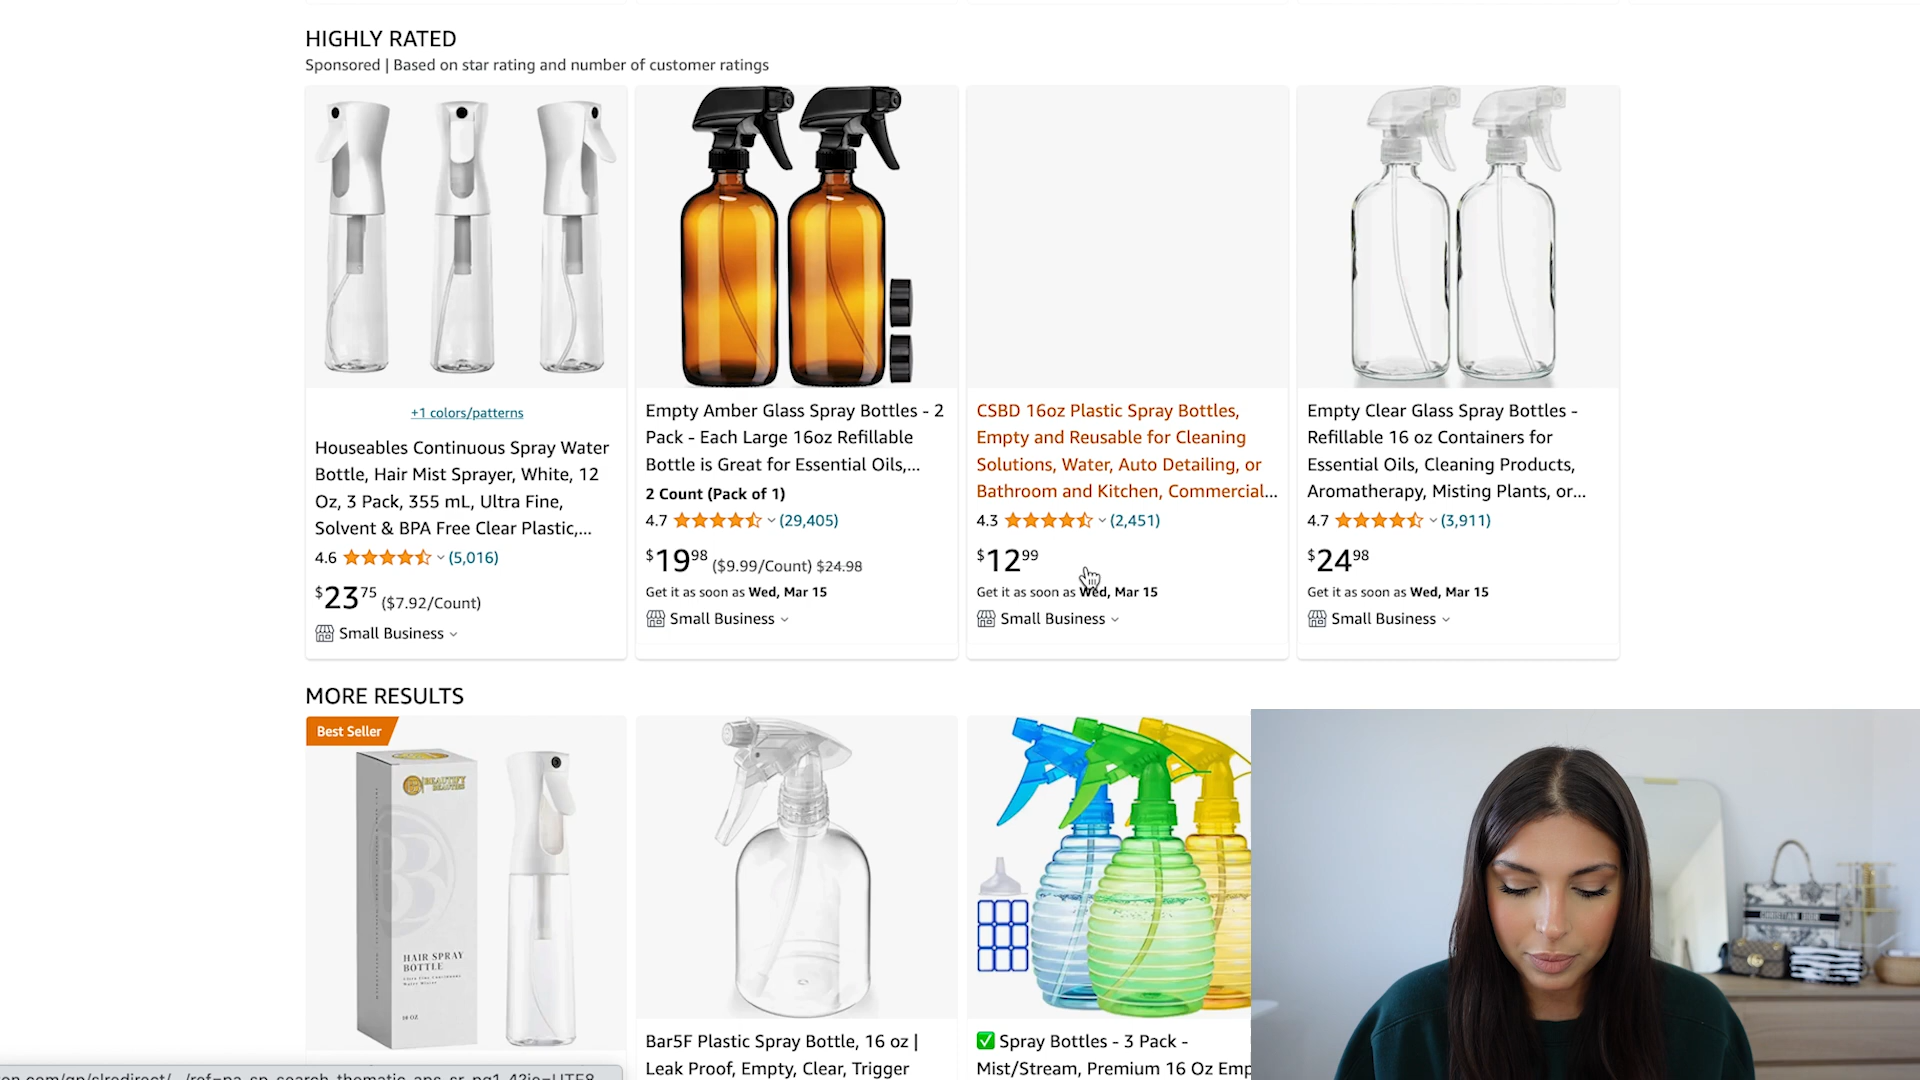 HIGHLY RATED
Sponsored | Based on star rating and number of customer ratings
+1 colors/patterns
Houseables Continuous Spray Water
Bottle, Hair Mist Sprayer, White, 12
Oz, 3 Pack, 355 mL, Ultra Fine,
Solvent & BPA Free Clear Plastic,...
4.6 (5,016)
$23 75 ($7.92/Count)
Small Business
Empty Amber Glass Spray Bottles - 2
Pack - Each Large 16oz Refillable
Bottle is Great for Essential Oils,...
2 Count (Pack of 1)
4.7 (29,405)
$19 98 ($9.99/Count) $24.98
Get it as soon as Wed, Mar 15
Small Business
CSBD 16oz Plastic Spray Bottles,
Empty and Reusable for Cleaning
Solutions, Water, Auto Detailing, or
Bathroom and Kitchen, Commercial...
4.3 (2,451)
$12 99
Get it as soon as Wed, Mar 15
Small Business
Empty Clear Glass Spray Bottles -
Refillable 16 oz Containers for
Essential Oils, Cleaning Products,
Aromatherapy, Misting Plants, or...
4.7 (3,911)
$24 98
Get it as soon as Wed, Mar 15
Small Business
MORE RESULTS
Best Seller
HAIR SPRAY
BOTTLE
Ultra Fine Continuous
Water Mister
10 OZ
Bar5F Plastic Spray Bottle, 16 oz |
Leak Proof, Empty, Clear, Trigger
Spray Bottles - 3 Pack -
Mist/Stream, Premium 16 Oz Emp
CHRISTIAN DIOR